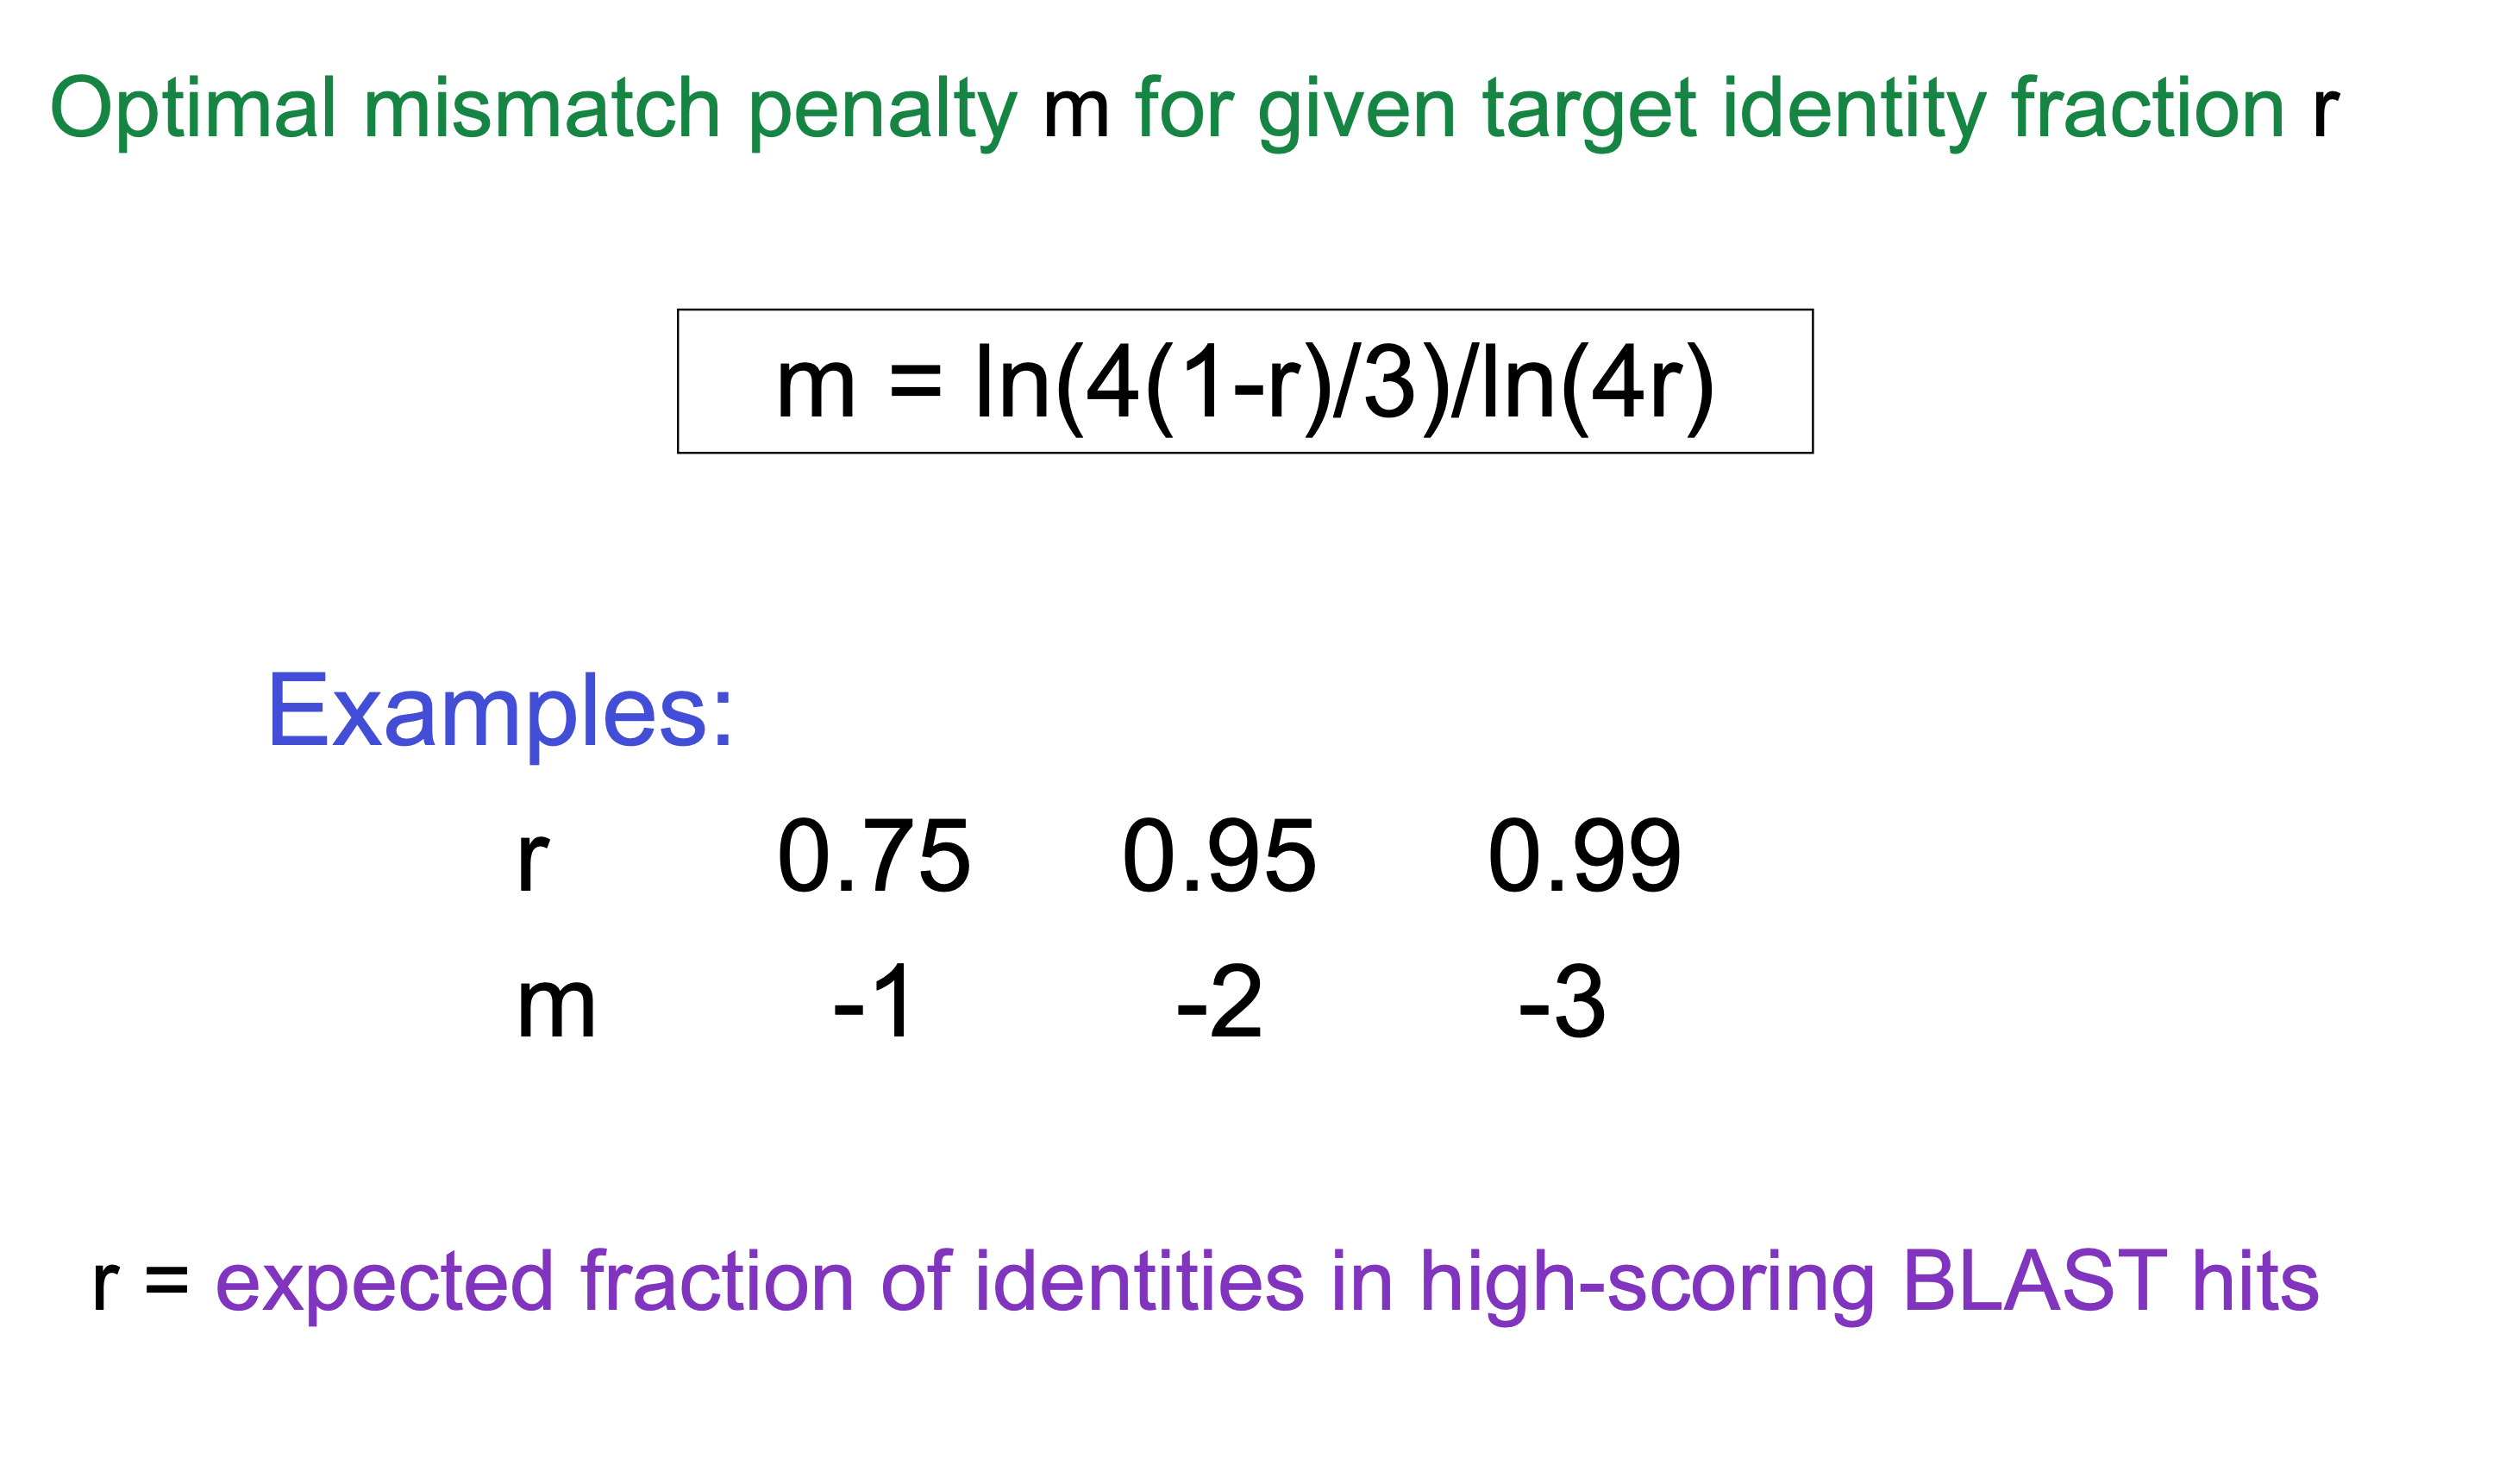 Optimal mismatch penalty m for given target identity fraction r
m = ln(4(1-r)/3)/ln(4r)
Examples:
r 0.75 0.95 0.99
m -1 -2 -3
r = expected fraction of identities in high-scoring BLAST hits